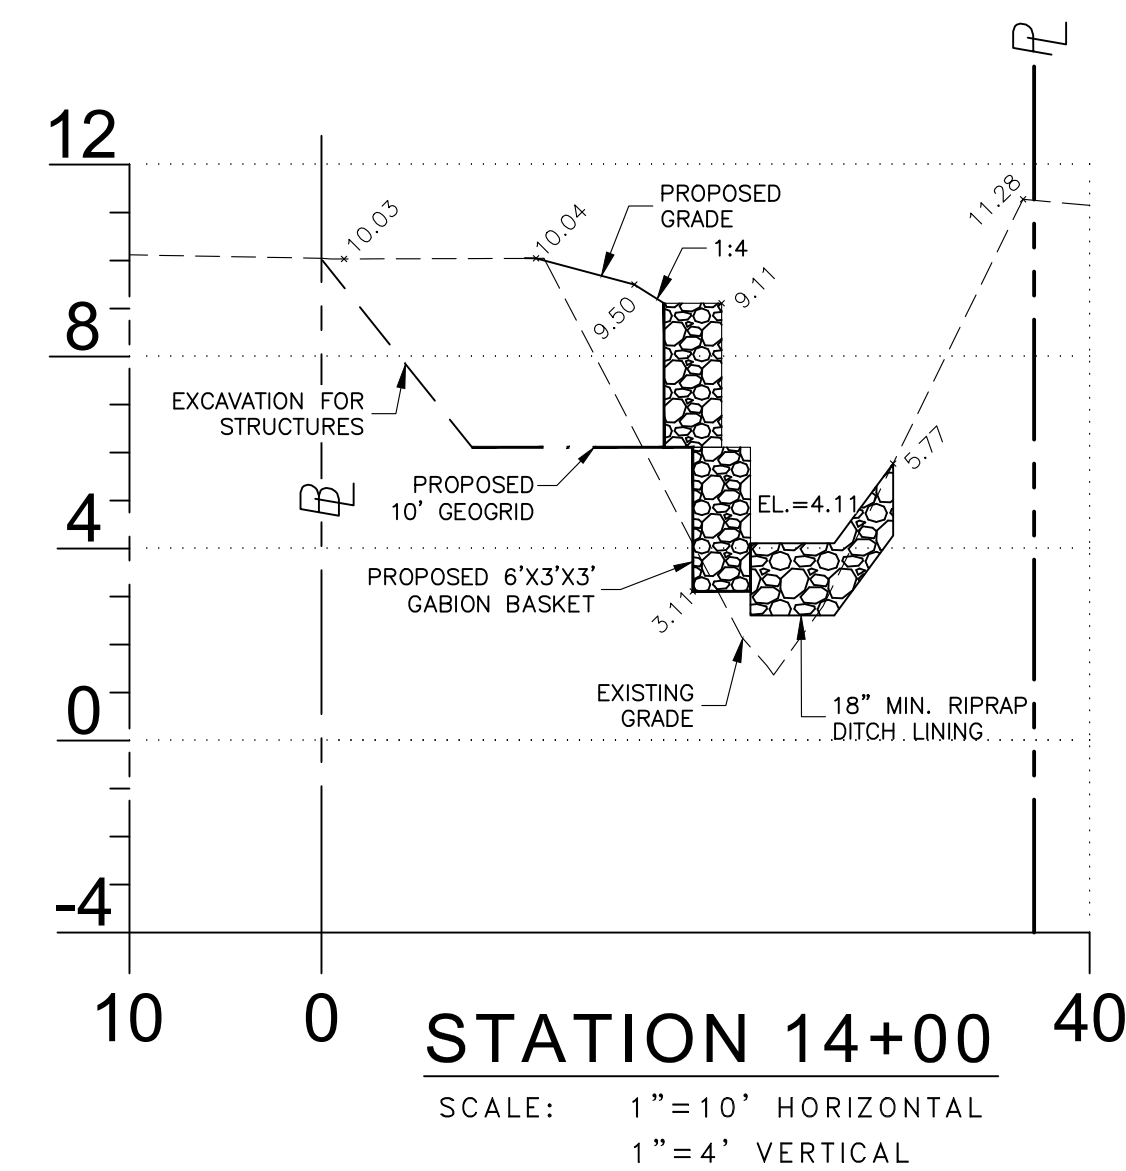 PL
12
PROPOSED
GRADE
11.28
10.03
10.04
1:4
9.11
9.50
8
EXCAVATION FOR
STRUCTURES
5.77
PROPOSED
10' GEOGRID
BL
EL.=4.11
4
PROPOSED 6'X3'X3'
GABION BASKET
3.11
EXISTING
GRADE
18" MIN. RIPRAP
DITCH LINING
0
-4
10 0 40
STATION 14+00
SCALE: 1"=10' HORIZONTAL
1"=4' VERTICAL